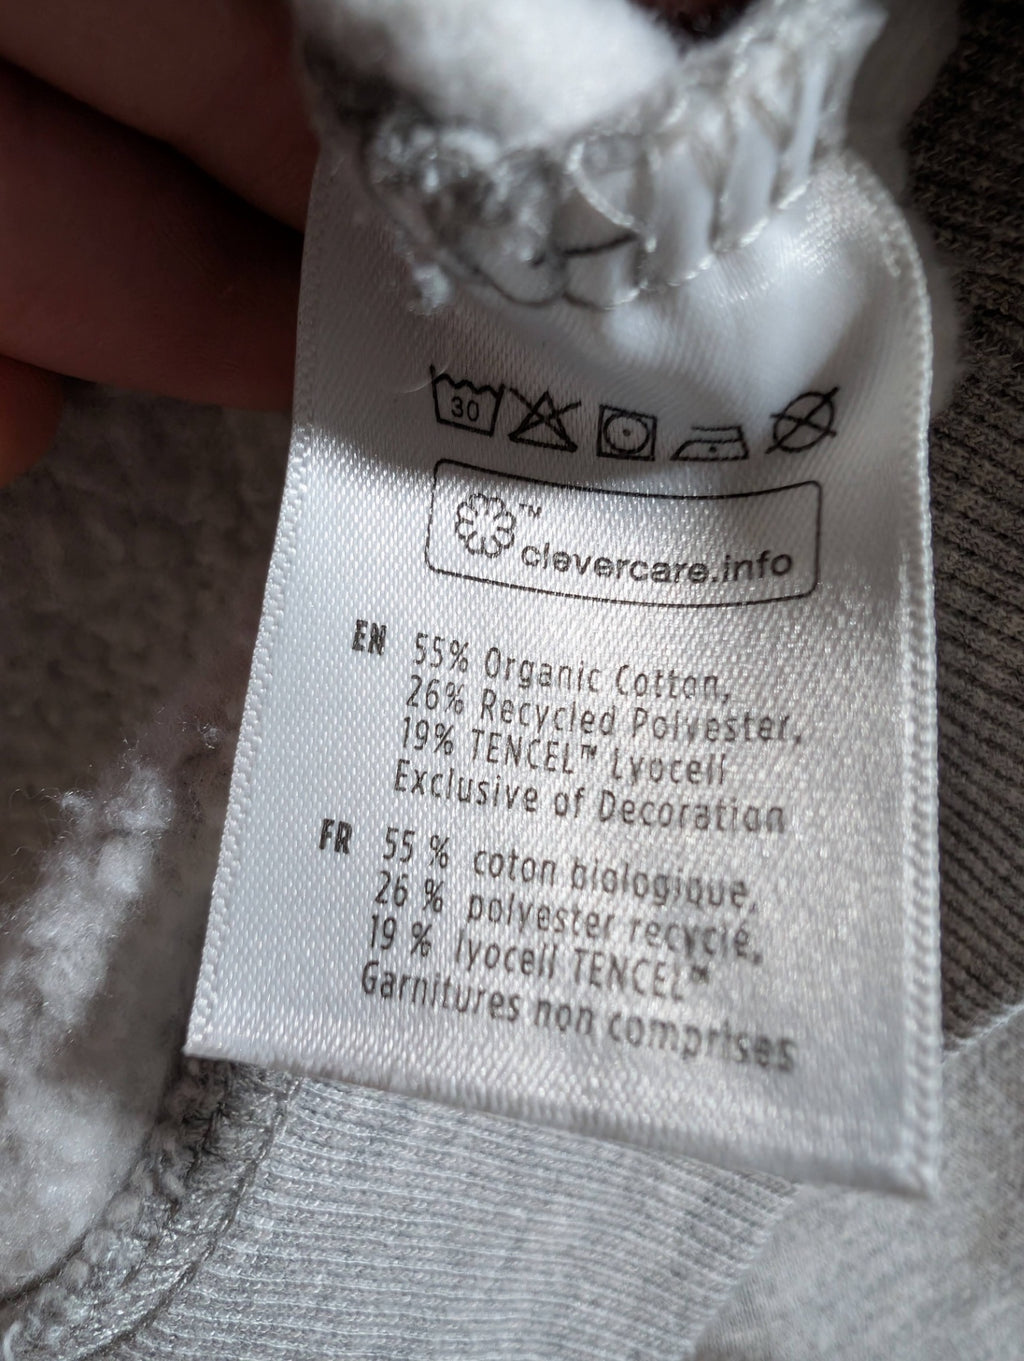 30
™
clevercare.info
EN 55% Organic Cotton,
26% Recycled Polyester,
19% TENCEL™ Lyocell
Exclusive of Decoration
FR 55 % coton biologique,
26 % polyester recyclé,
19 % lyocell TENCEL™
Garnitures non comprises